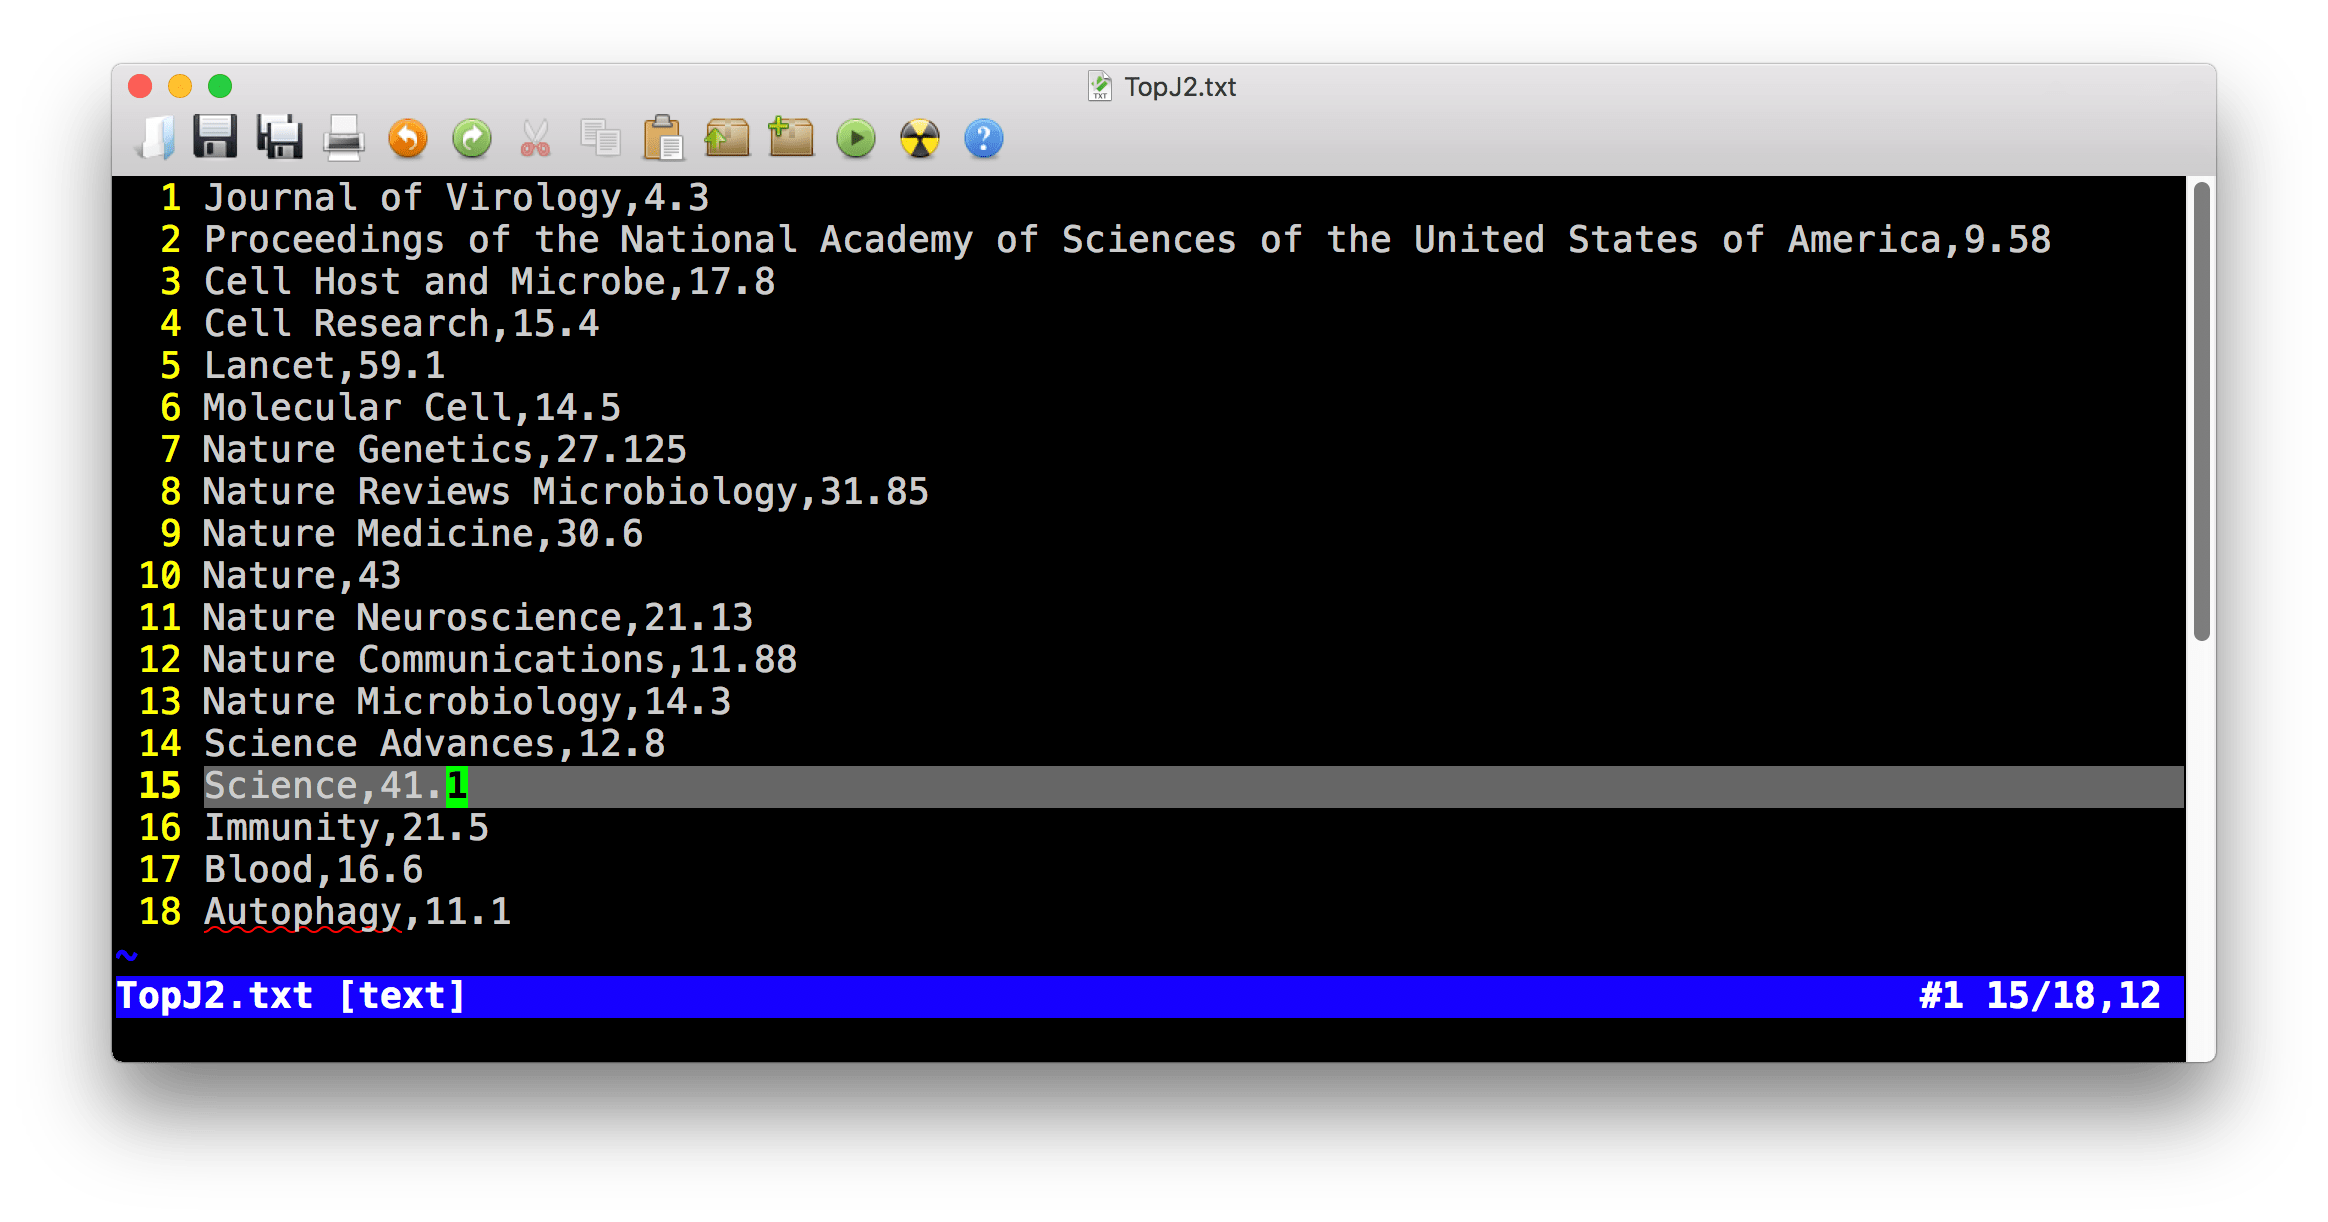 TopJ2.txt
TXT
1 Journal of Virology,4.3
2 Proceedings of the National Academy of Sciences of the United States of America,9.58
3 Cell Host and Microbe,17.8
4 Cell Research,15.4
5 Lancet,59.1
6 Molecular Cell,14.5
7 Nature Genetics,27.125
8 Nature Reviews Microbiology,31.85
9 Nature Medicine,30.6
10 Nature,43
11 Nature Neuroscience,21.13
12 Nature Communications,11.88
13 Nature Microbiology,14.3
14 Science Advances,12.8
15 Science,41.1
16 Immunity,21.5
17 Blood,16.6
18 Autophagy,11.1
~
TopJ2.txt [text] #1 15/18,12